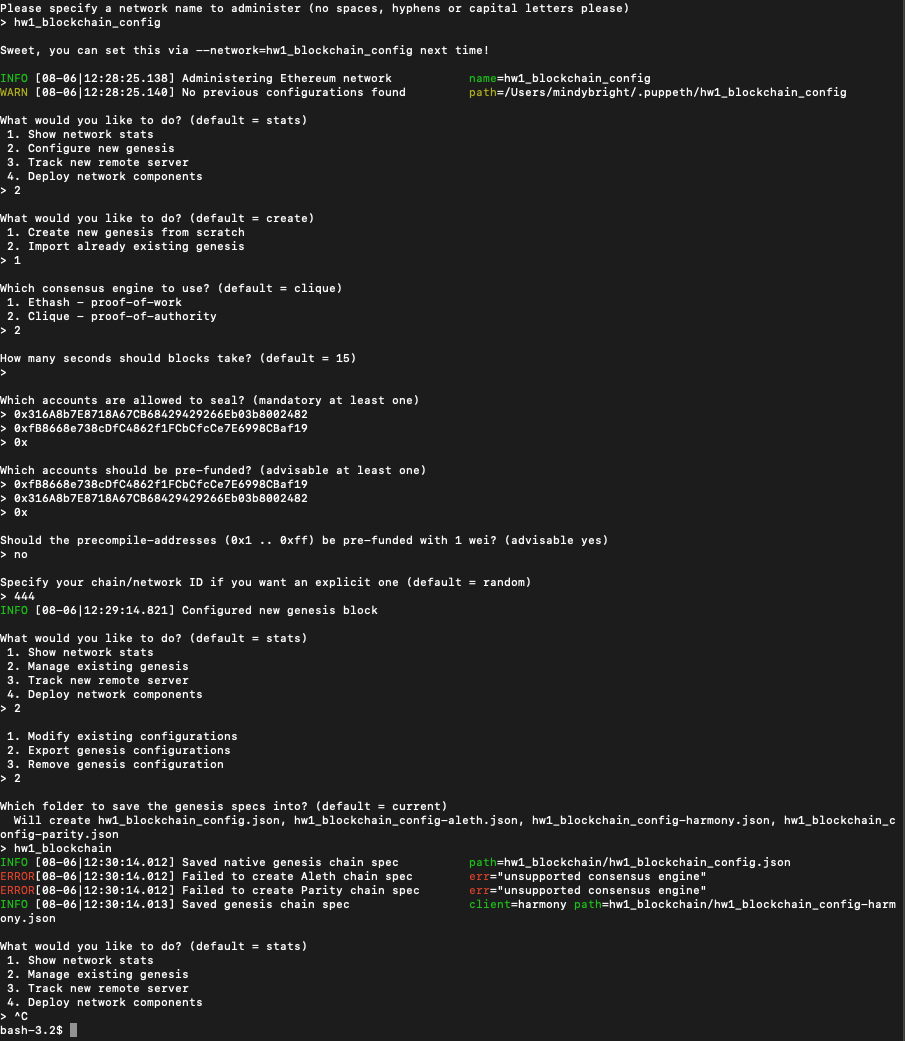 Please specify a network name to administer (no spaces, hyphens or capital letters please)
> hw1_blockchain_config
Sweet, you can set this via --network=hw1_blockchain_config next time!
INFO [08-06|12:28:25.138] Administering Ethereum network           name=hw1_blockchain_config
WARN [08-06|12:28:25.140] No previous configurations found         path=/Users/mindybright/.puppeth/hw1_blockchain_config
What would you like to do? (default = stats)
 1. Show network stats
 2. Configure new genesis
 3. Track new remote server
 4. Deploy network components
> 2
What would you like to do? (default = create)
 1. Create new genesis from scratch
 2. Import already existing genesis
> 1
Which consensus engine to use? (default = clique)
 1. Ethash - proof-of-work
 2. Clique - proof-of-authority
> 2
How many seconds should blocks take? (default = 15)
>
Which accounts are allowed to seal? (mandatory at least one)
> 0x316A8b7E8718A67CB68429429266Eb03b8002482
> 0xfB8668e738cDfC4862f1FCbCfcCe7E6998CBaf19
> 0x
Which accounts should be pre-funded? (advisable at least one)
> 0xfB8668e738cDfC4862f1FCbCfcCe7E6998CBaf19
> 0x316A8b7E8718A67CB68429429266Eb03b8002482
> 0x
Should the precompile-addresses (0x1 .. 0xff) be pre-funded with 1 wei? (advisable yes)
> no
Specify your chain/network ID if you want an explicit one (default = random)
> 444
INFO [08-06|12:29:14.821] Configured new genesis block
What would you like to do? (default = stats)
 1. Show network stats
 2. Manage existing genesis
 3. Track new remote server
 4. Deploy network components
> 2
 1. Modify existing configurations
 2. Export genesis configurations
 3. Remove genesis configuration
> 2
Which folder to save the genesis specs into? (default = current)
  Will create hw1_blockchain_config.json, hw1_blockchain_config-aleth.json, hw1_blockchain_config-harmony.json, hw1_blockchain_c
onfig-parity.json
> hw1_blockchain
INFO [08-06|12:30:14.012] Saved native genesis chain spec          path=hw1_blockchain/hw1_blockchain_config.json
ERROR[08-06|12:30:14.012] Failed to create Aleth chain spec        err="unsupported consensus engine"
ERROR[08-06|12:30:14.012] Failed to create Parity chain spec       err="unsupported consensus engine"
INFO [08-06|12:30:14.013] Saved genesis chain spec                 client=harmony path=hw1_blockchain/hw1_blockchain_config-harm
ony.json
What would you like to do? (default = stats)
 1. Show network stats
 2. Manage existing genesis
 3. Track new remote server
 4. Deploy network components
> ^C
bash-3.2$